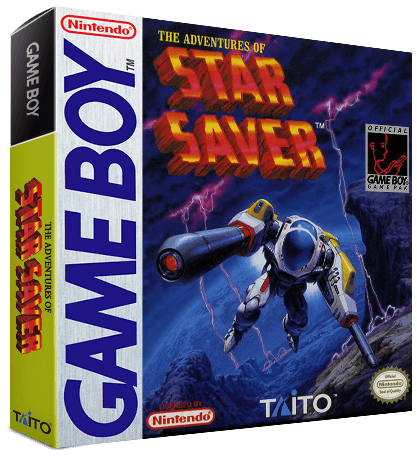 GAME BOY
THE ADVENTURES OF
STAR SAVER
TAITO
Nintendo
GAME BOY
TM
THE ADVENTURES OF
STAR
SAVER
TM
OFFICIAL
GAME BOY
GAME PAK
LICENSED BY
Nintendo
TAITO
Official
Nintendo
Seal of Quality